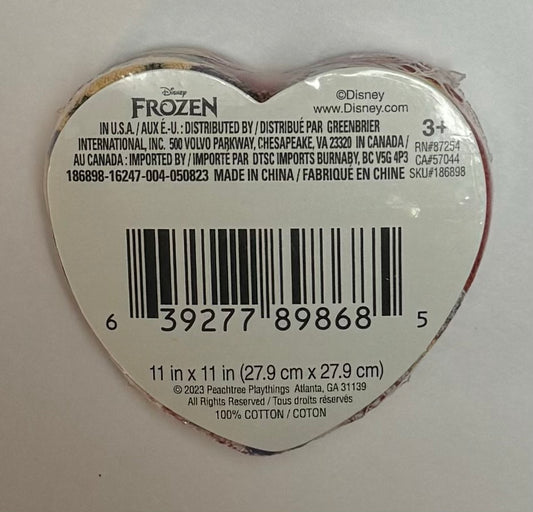 Disney
FROZEN
©Disney
www.Disney.com
IN U.S.A./AUX É.-U.: DISTRIBUTED BY / DISTRIBUÉ PAR GREENBRIER
INTERNATIONAL, INC. 500 VOLVO PARKWAY, CHESAPEAKE, VA 23320 IN CANADA /
AU CANADA : IMPORTED BY / IMPORTÉ PAR DTSC IMPORTS BURNABY, BC V5G 4P3
186898-16247-004-050823 MADE IN CHINA / FABRIQUÉ EN CHINE
3+
RN#87254
CA#57044
SKU#186898
6 39277 89868 5
11 in x 11 in (27.9 cm x 27.9 cm)
© 2023 Peachtree Playthings Atlanta, GA 31139
All Rights Reserved / Tous droits réservés
100% COTTON / COTON